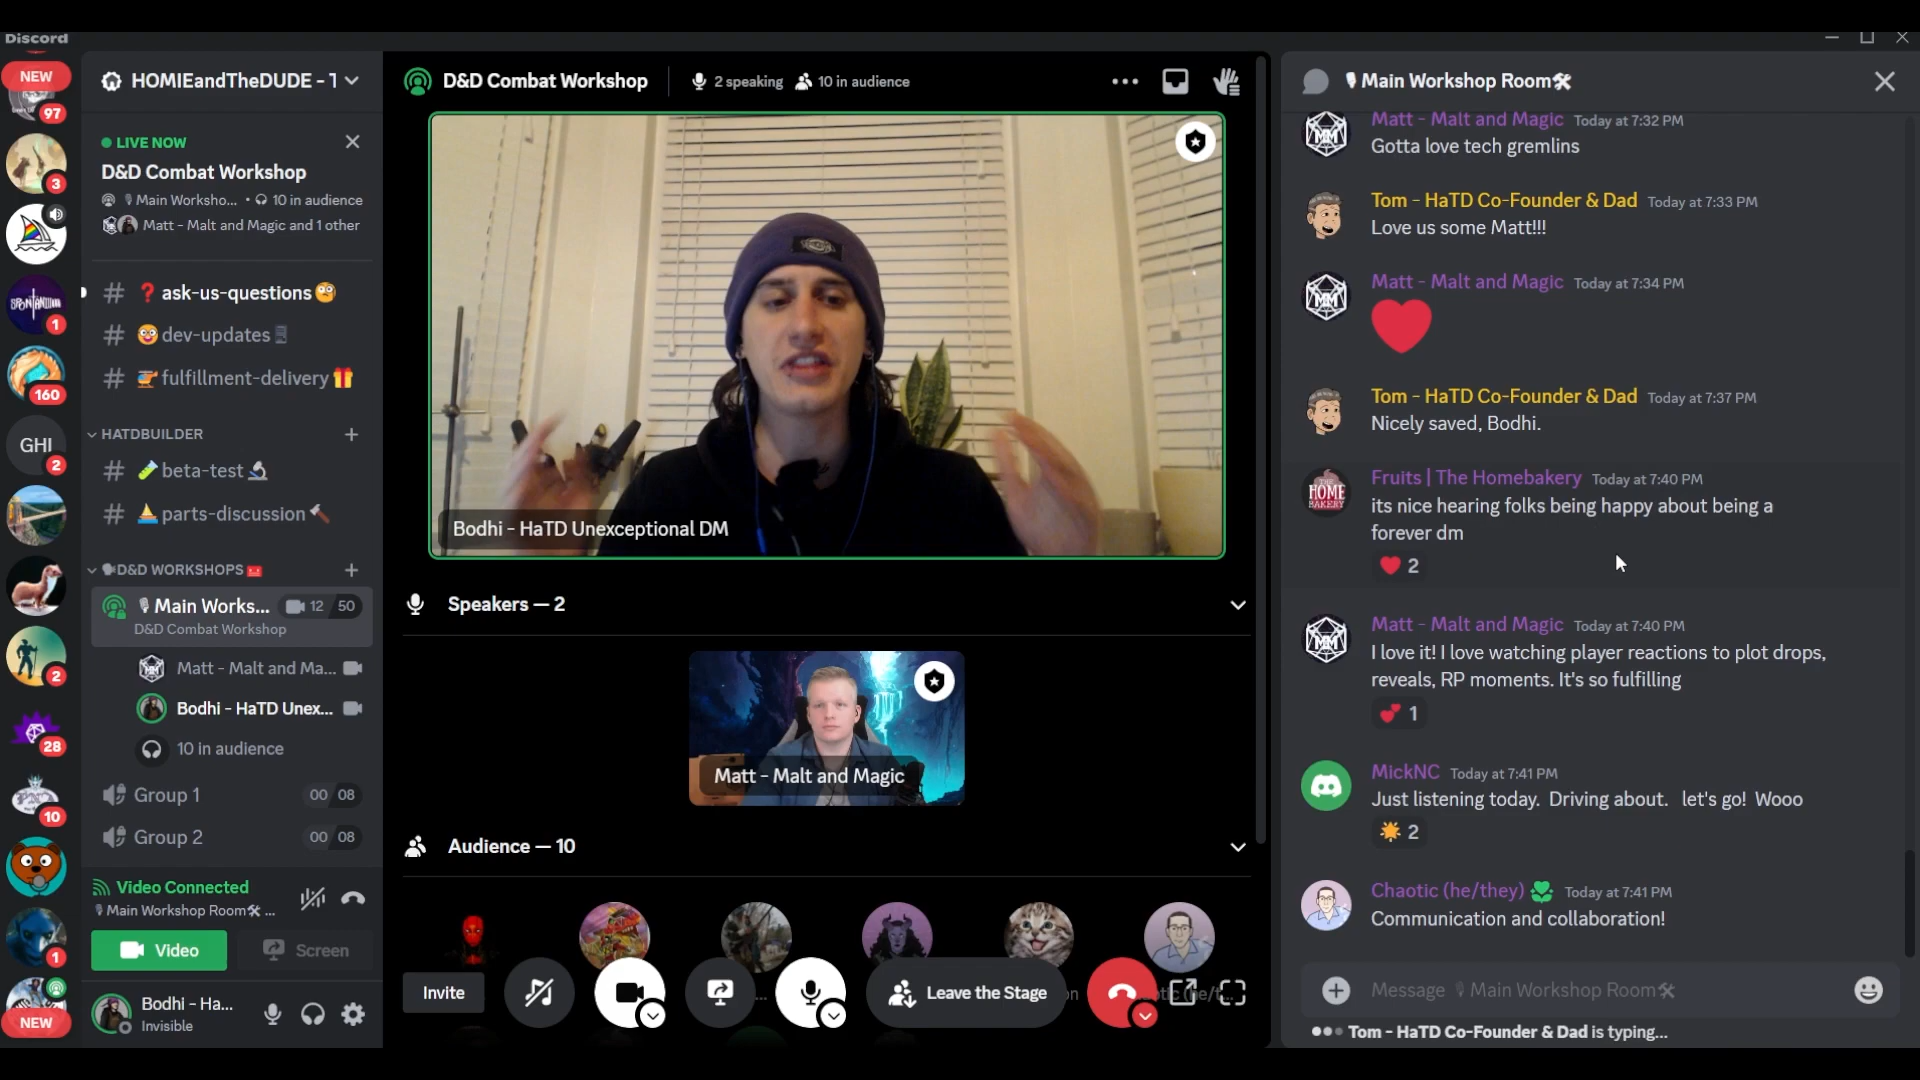 Discord
NEW
97
3
1
160
GHI
2
2
28
10
1
NEW
HOMIEandTheDUDE - T
LIVE NOW
D&D Combat Workshop
🎙Main Worksho... • 10 in audience
Matt - Malt and Magic and 1 other
# ❓ask-us-questions🧐
# dev-updates
# fulfillment-delivery🎁
HATDBUILDER
# 🧪beta-test🔬
# ⛵parts-discussion🔨
D&D WORKSHOPS
🎙Main Works... 12 50
D&D Combat Workshop
Matt - Malt and Ma...
Bodhi - HaTD Unex...
10 in audience
Group 1 00 08
Group 2 00 08
Video Connected
🎙Main Workshop Room🛠 ...
Video
Screen
Bodhi - Ha...
Invisible
D&D Combat Workshop
2 speaking
10 in audience
Bodhi - HaTD Unexceptional DM
Speakers — 2
Matt - Malt and Magic
Audience — 10
Invite
Leave the Stage
🎙Main Workshop Room🛠
Matt - Malt and Magic Today at 7:32 PM
Gotta love tech gremlins
Tom - HaTD Co-Founder & Dad Today at 7:33 PM
Love us some Matt!!!
Matt - Malt and Magic Today at 7:34 PM
❤️
Tom - HaTD Co-Founder & Dad Today at 7:37 PM
Nicely saved, Bodhi.
THE HOME BAKERY
Fruits | The Homebakery Today at 7:40 PM
its nice hearing folks being happy about being a
forever dm
❤️ 2
Matt - Malt and Magic Today at 7:40 PM
I love it! I love watching player reactions to plot drops,
reveals, RP moments. It's so fulfilling
💕 1
MickNC Today at 7:41 PM
Just listening today. Driving about. let's go! Wooo
☀️ 2
Chaotic (he/they) Today at 7:41 PM
Communication and collaboration!
Message 🎙Main Workshop Room🛠
Tom - HaTD Co-Founder & Dad is typing...